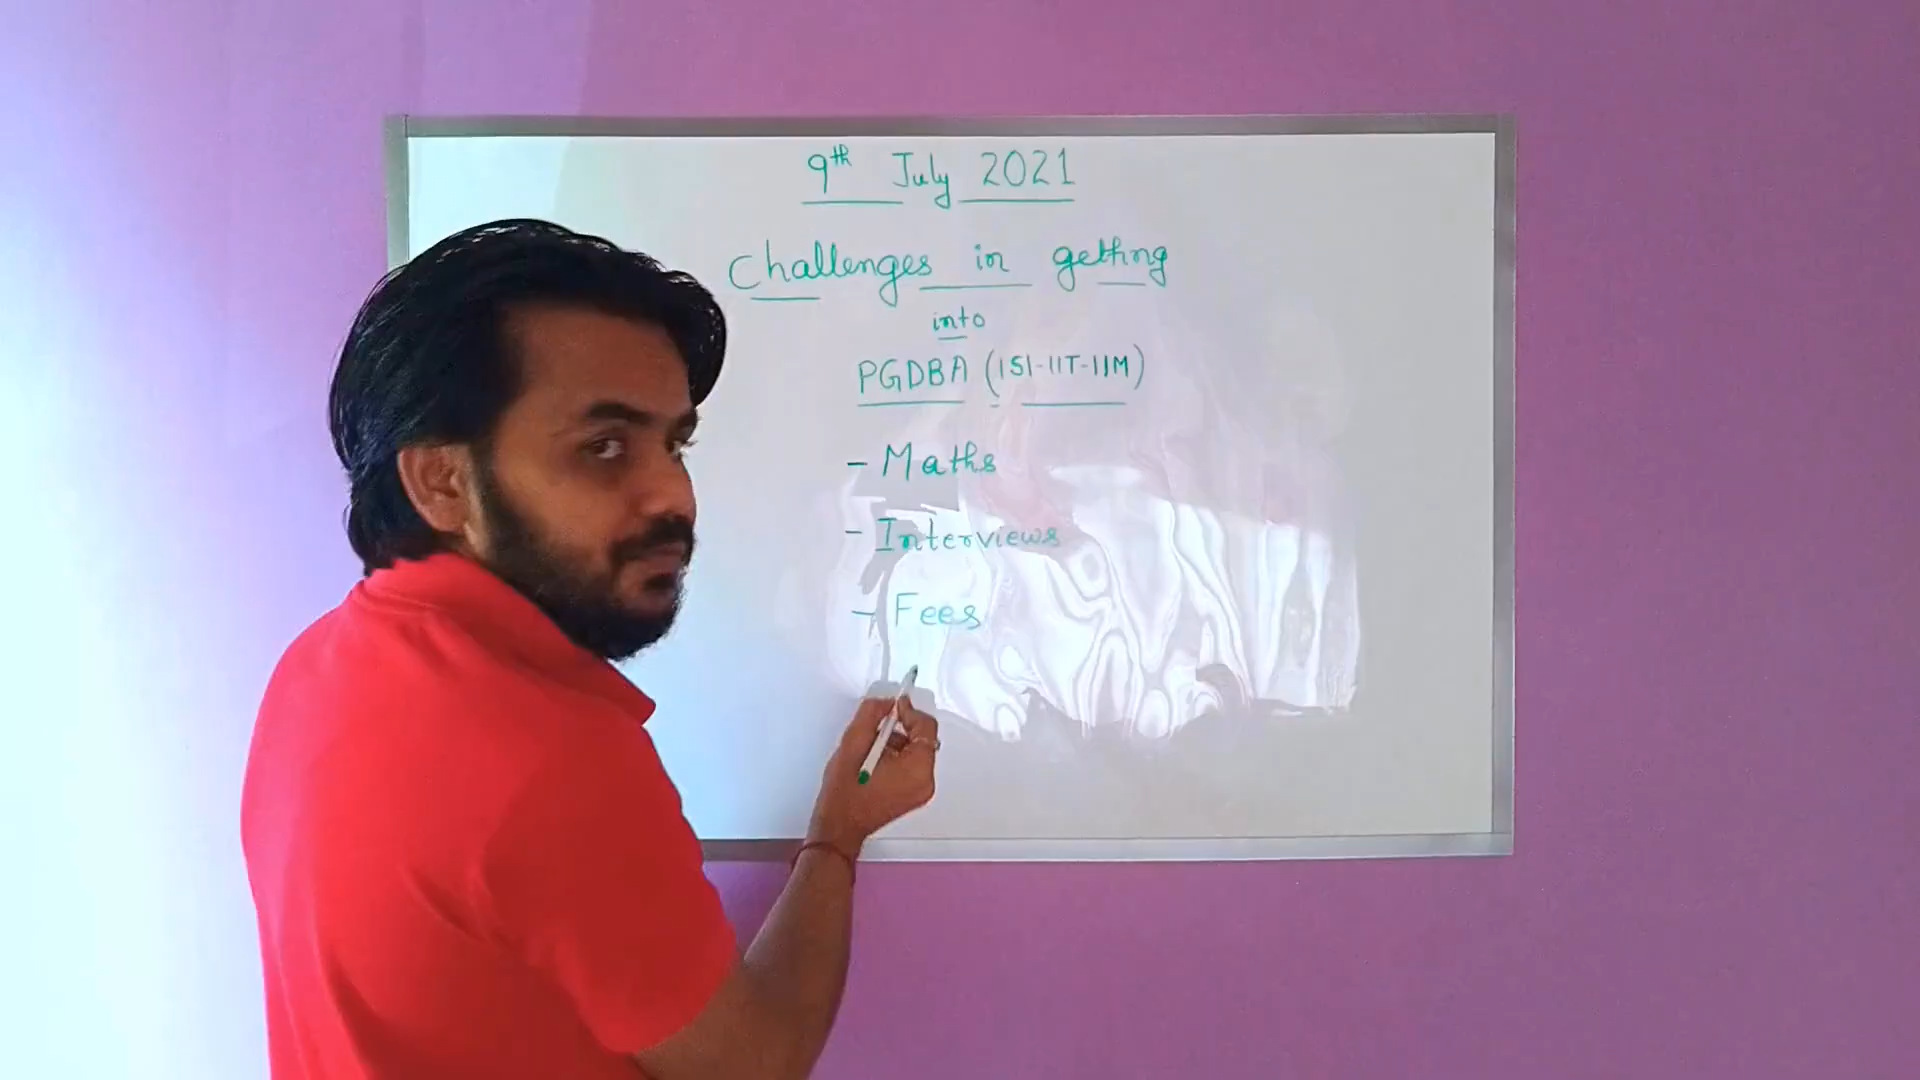 9th July 2021
Challenges in getting
into
PGDBA (ISI-IIT-IIM)
- Maths
- Interviews
- Fees